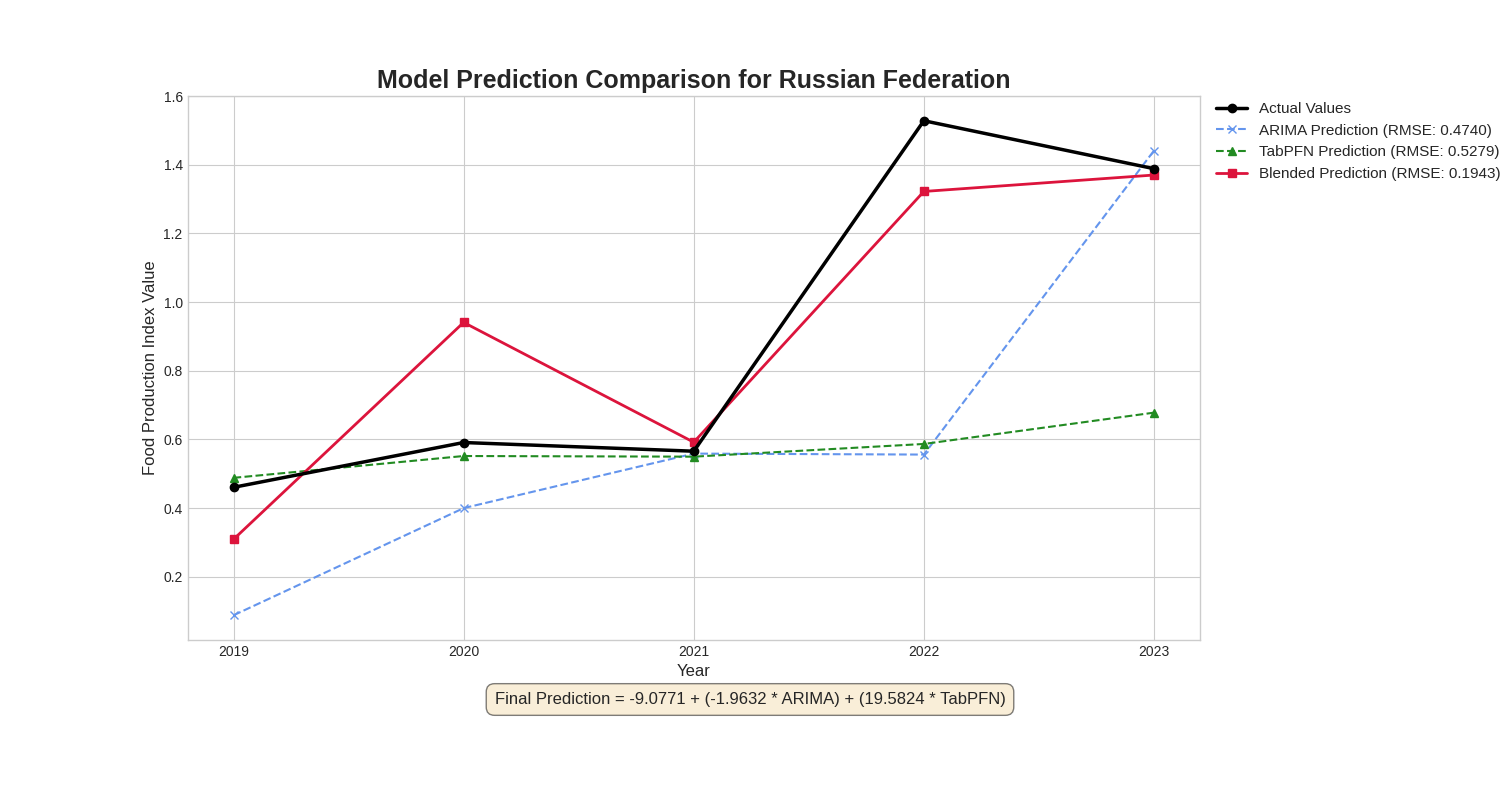 Model Prediction Comparison for Russian Federation
Actual Values
ARIMA Prediction (RMSE: 0.4740)
TabPFN Prediction (RMSE: 0.5279)
Blended Prediction (RMSE: 0.1943)
Food Production Index Value
1.6
1.4
1.2
1.0
0.8
0.6
0.4
0.2
2019 2020 2021 2022 2023
Year
Final Prediction = -9.0771 + (-1.9632 * ARIMA) + (19.5824 * TabPFN)